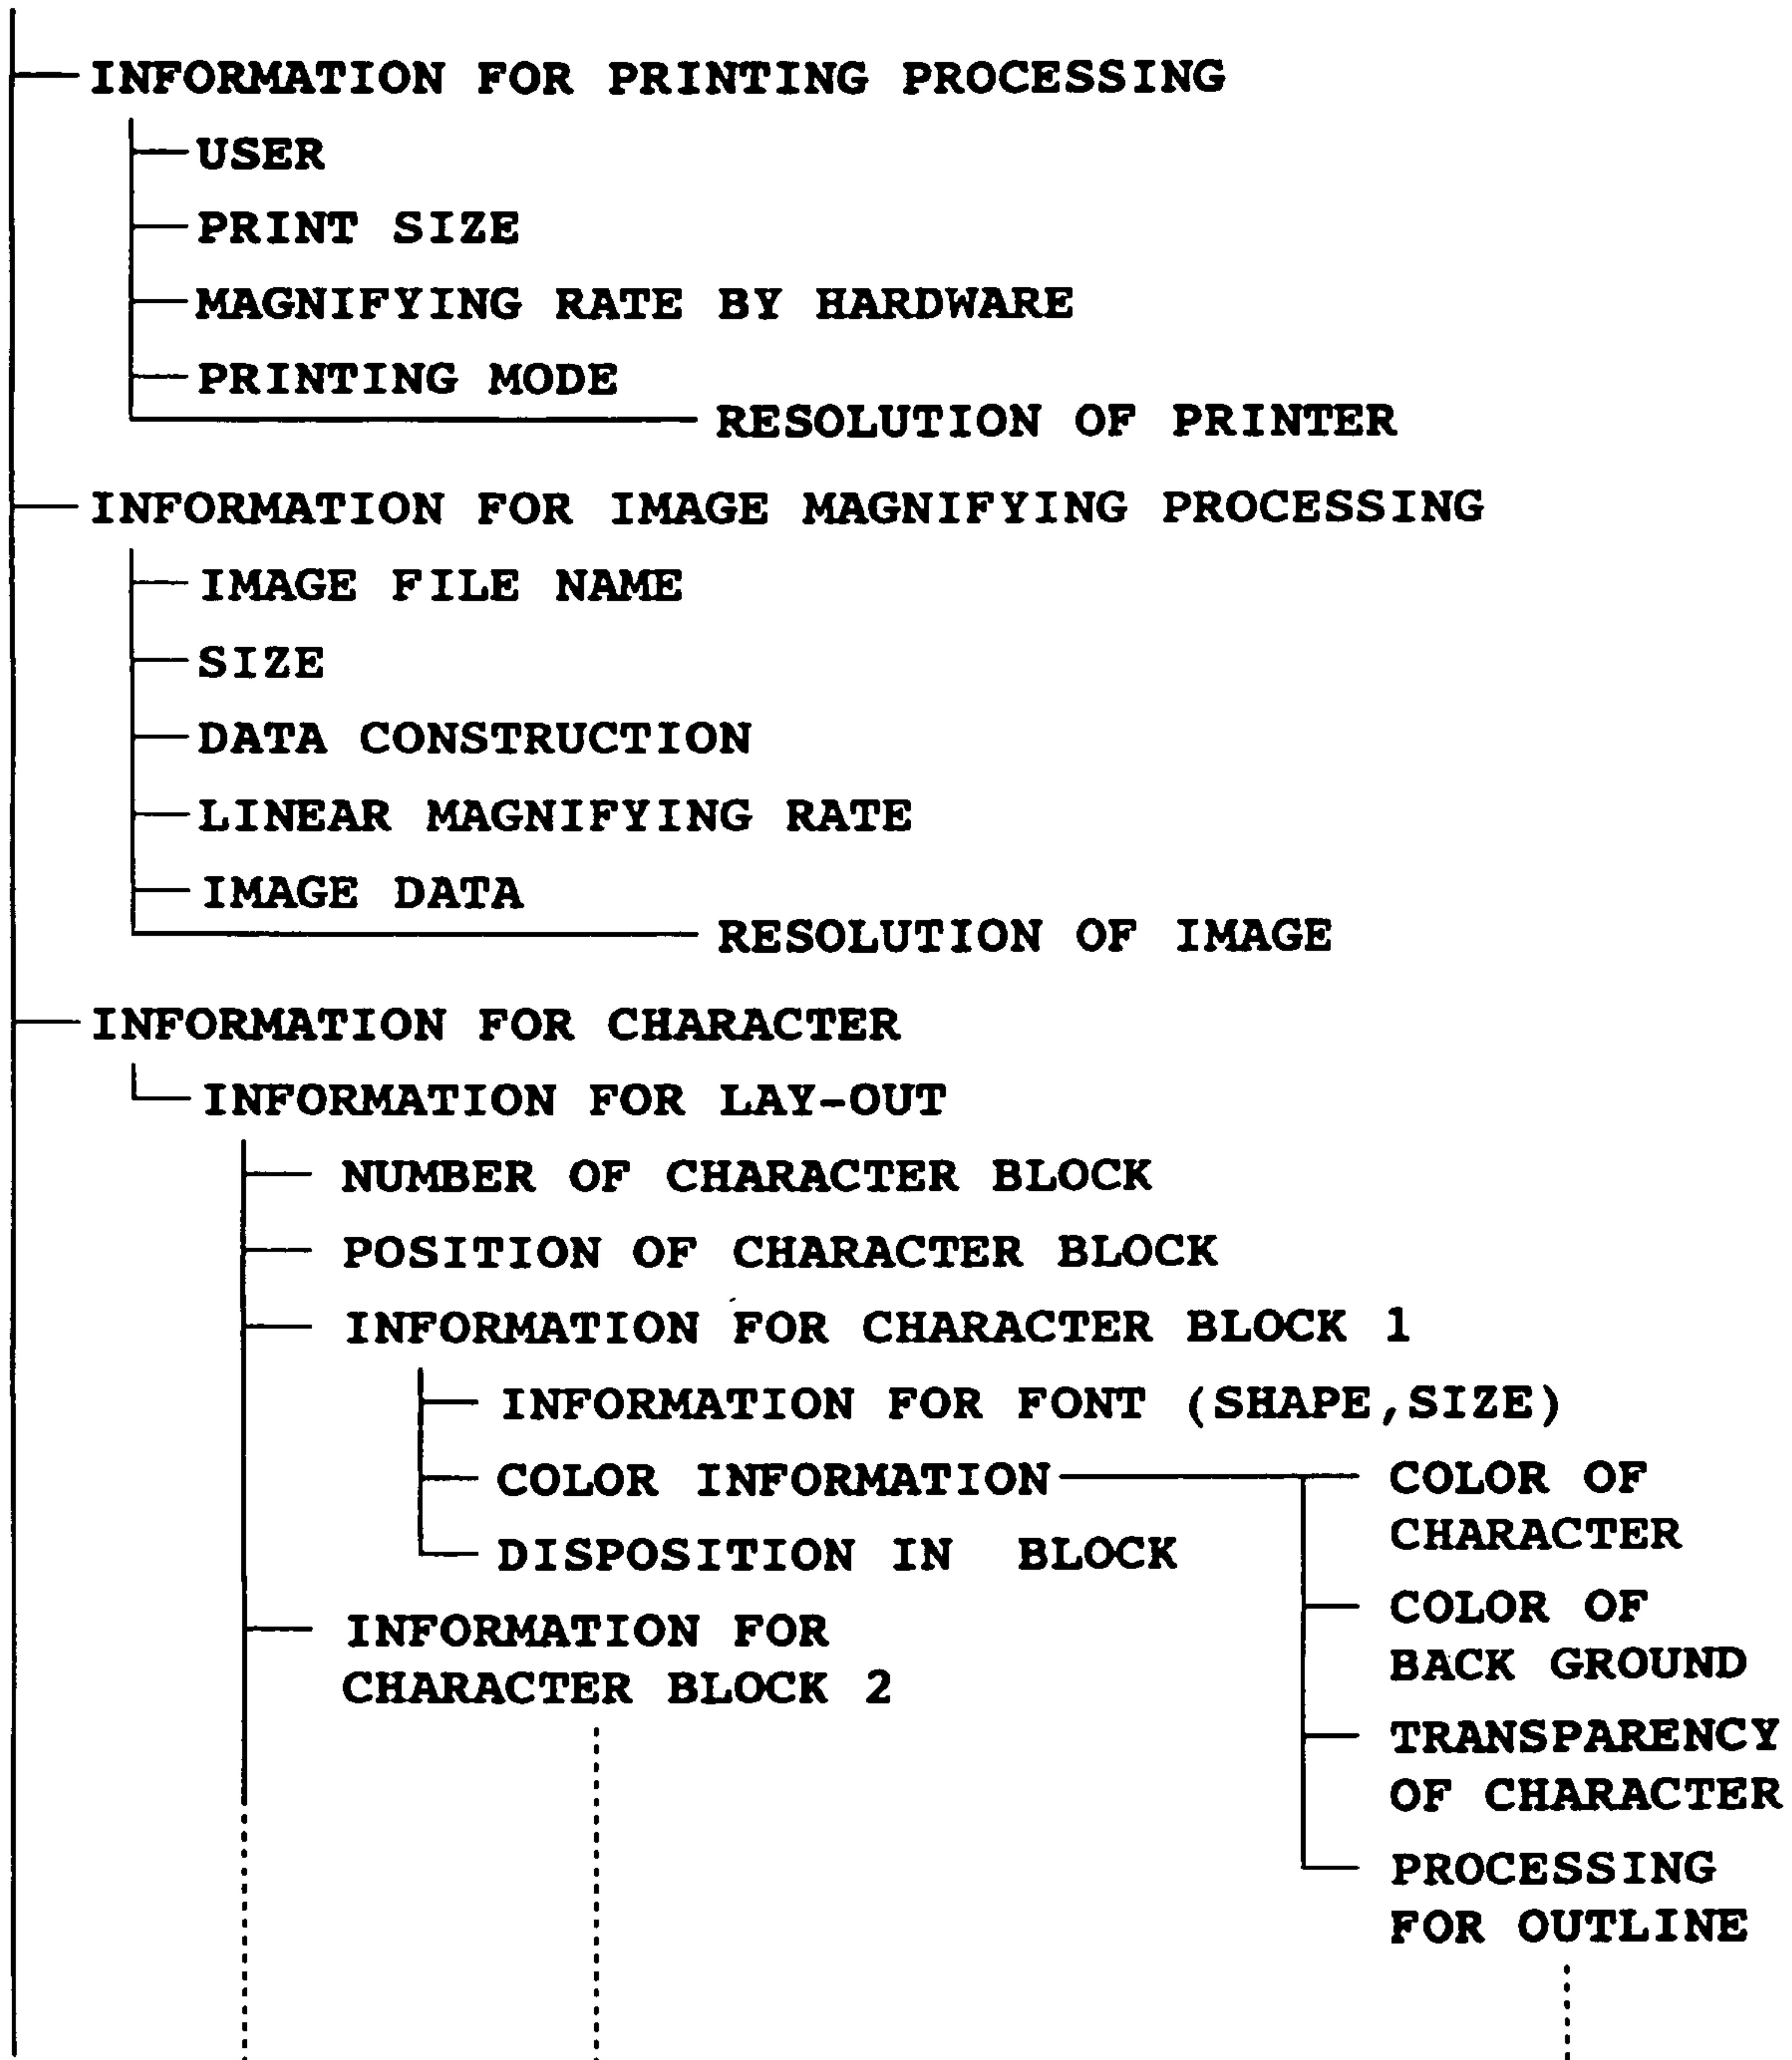 INFORMATION FOR PRINTING PROCESSING
USER
PRINT SIZE
MAGNIFYING RATE BY HARDWARE
PRINTING MODE
RESOLUTION OF PRINTER
INFORMATION FOR IMAGE MAGNIFYING PROCESSING
IMAGE FILE NAME
SIZE
DATA CONSTRUCTION
LINEAR MAGNIFYING RATE
IMAGE DATA
RESOLUTION OF IMAGE
INFORMATION FOR CHARACTER
INFORMATION FOR LAY-OUT
NUMBER OF CHARACTER BLOCK
POSITION OF CHARACTER BLOCK
INFORMATION FOR CHARACTER BLOCK 1
INFORMATION FOR FONT (SHAPE,SIZE)
COLOR INFORMATION
COLOR OF
CHARACTER
DISPOSITION IN BLOCK
COLOR OF
BACK GROUND
INFORMATION FOR
CHARACTER BLOCK 2
TRANSPARENCY
OF CHARACTER
PROCESSING
FOR OUTLINE